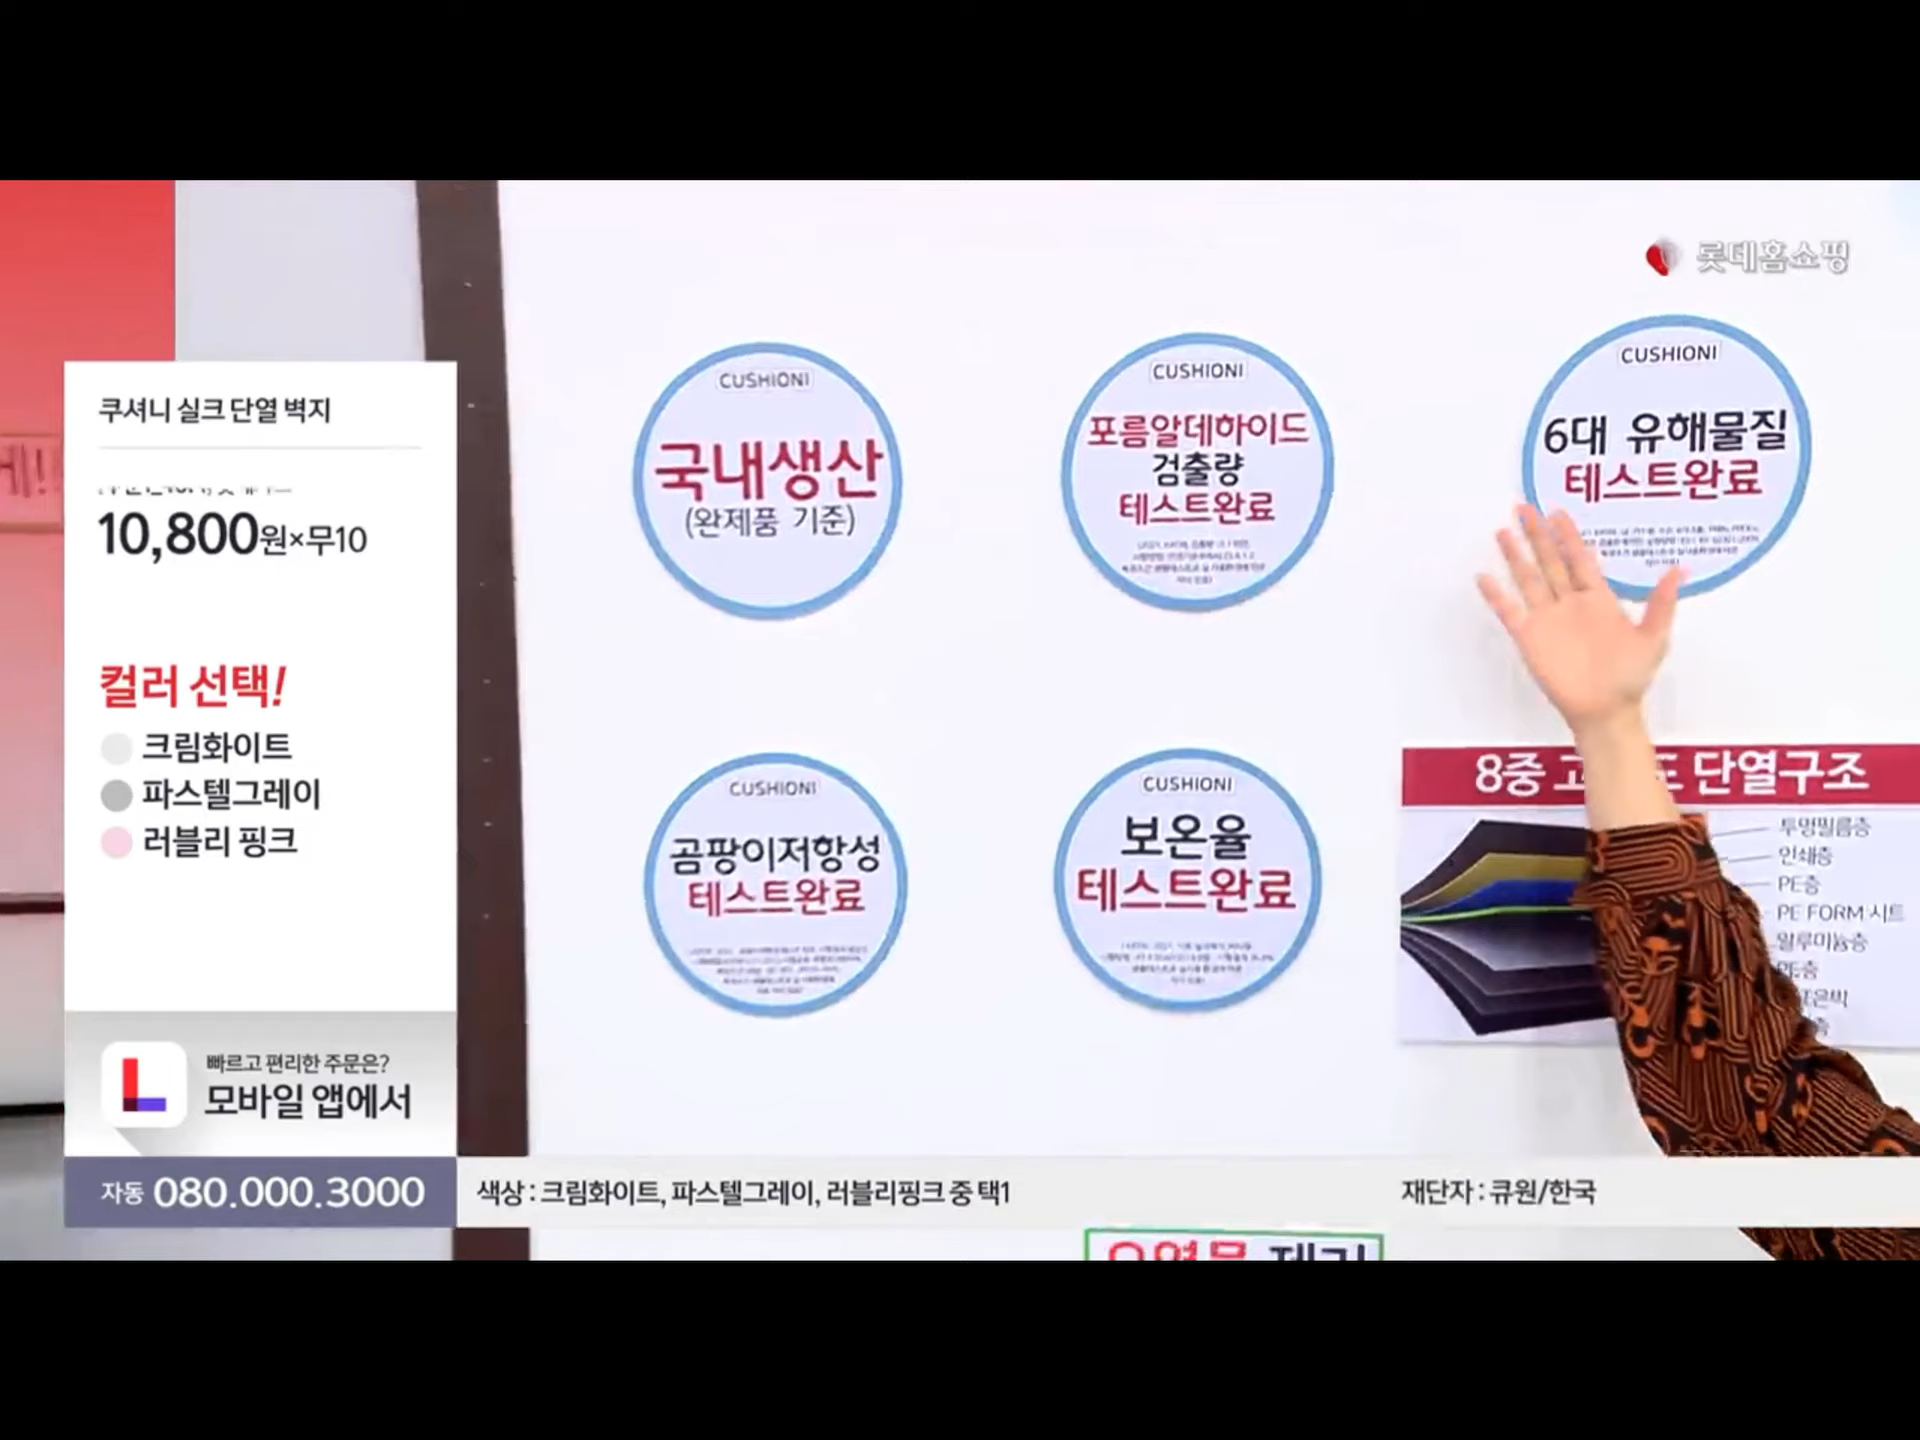 롯데홈쇼핑
쿠셔니 실크 단열 벽지
10,800원×무10
컬러 선택!
크림화이트
파스텔그레이
러블리 핑크
빠르고 편리한 주문은?
모바일 앱에서
자동 080.000.3000
색상 : 크림화이트, 파스텔그레이, 러블리핑크 중 택1
재단자 : 큐원/한국
CUSHIONI
국내생산
(완제품 기준)
CUSHIONI
포름알데하이드
검출량
테스트완료
CUSHIONI
6대 유해물질
테스트완료
CUSHIONI
곰팡이저항성
테스트완료
CUSHIONI
보온율
테스트완료
8중 단열구조
투명필름층
인쇄층
PE층
PE FORM 시트
알루미늄층
PE층